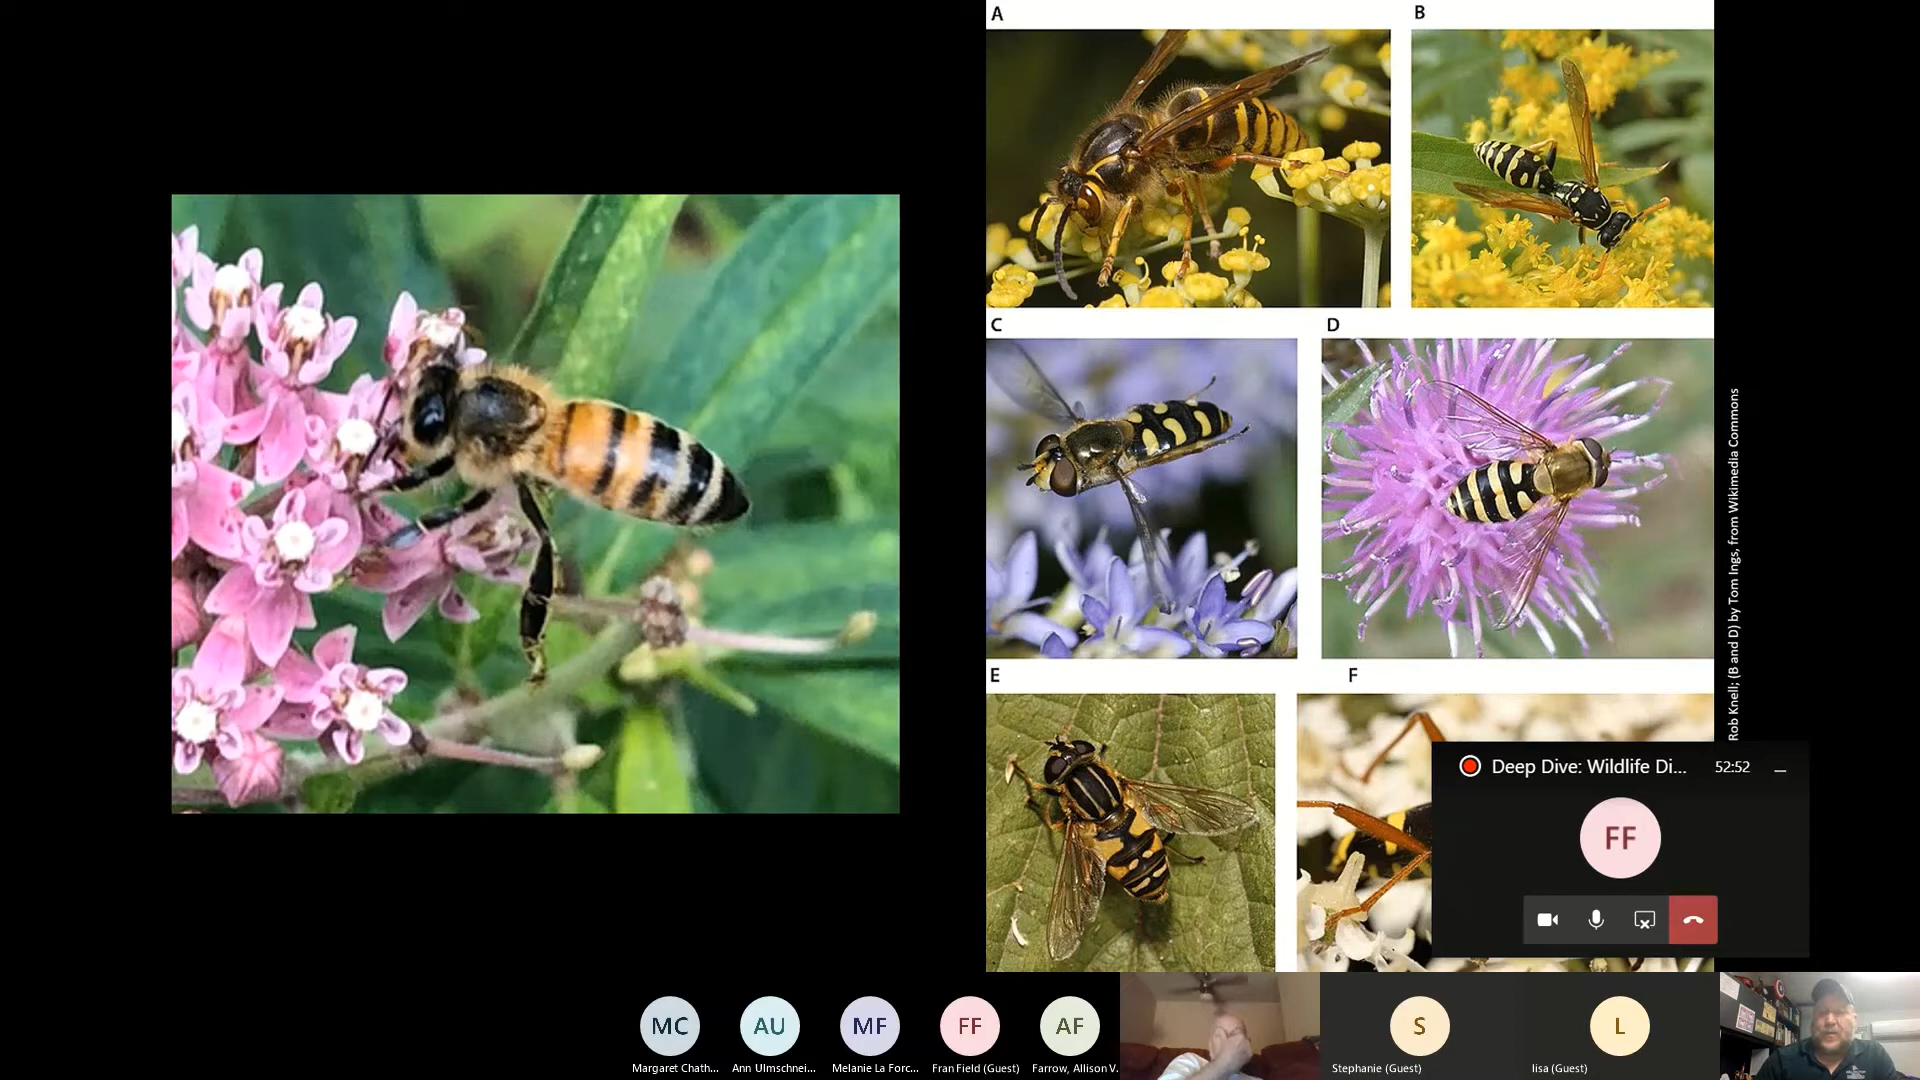 A
B
C
D
E
F
Rob Knell; (B and D) by Tom Ings, from Wikimedia Commons
Deep Dive: Wildlife Di... 52:52
FF
MC
AU
MF
FF
AF
S
L
Margaret Chath...
Ann Ulmschnei...
Melanie La Forc...
Fran Field (Guest)
Farrow, Allison V.
Stephanie (Guest)
lisa (Guest)